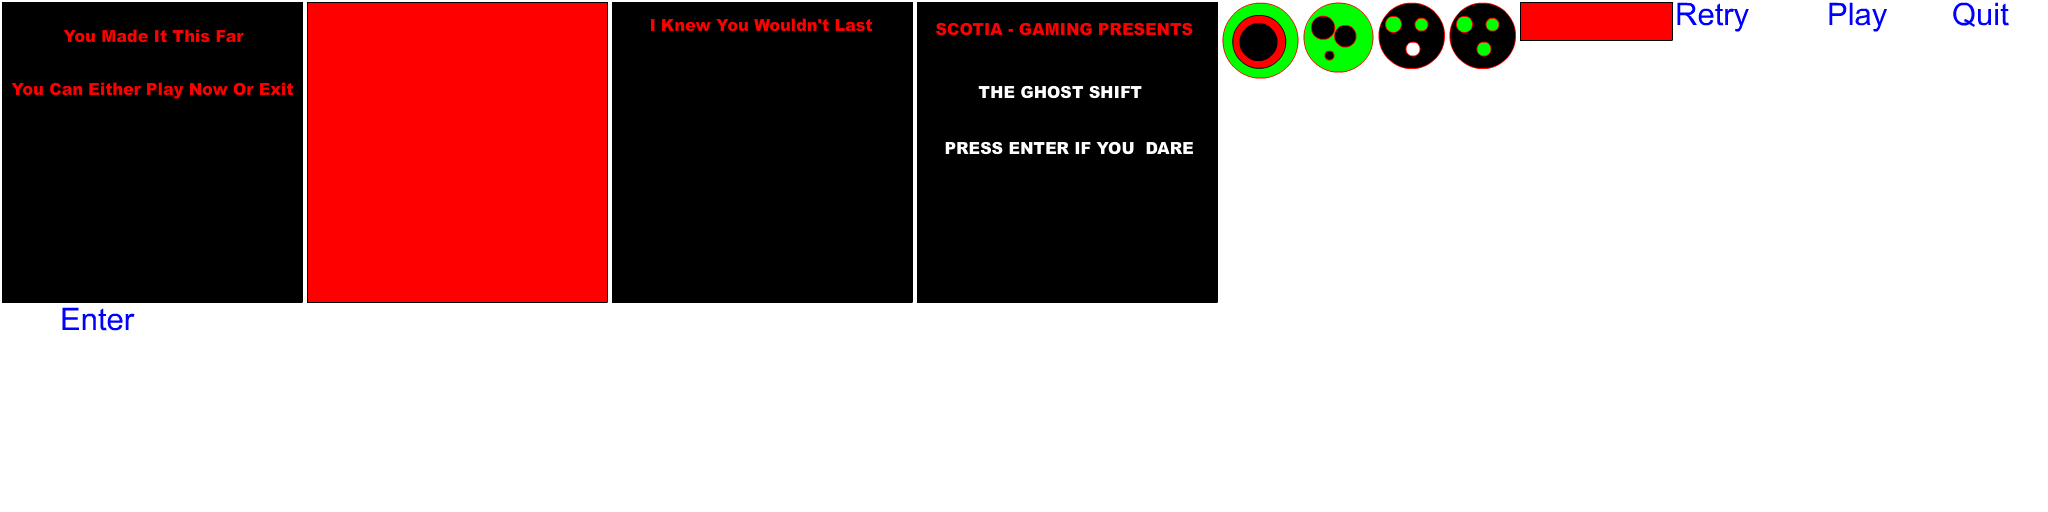 You Made It This Far
You Can Either Play Now Or Exit
I Knew You Wouldn't Last
SCOTIA - GAMING PRESENTS
THE GHOST SHIFT
PRESS ENTER IF YOU  DARE
Retry
Play
Quit
Enter